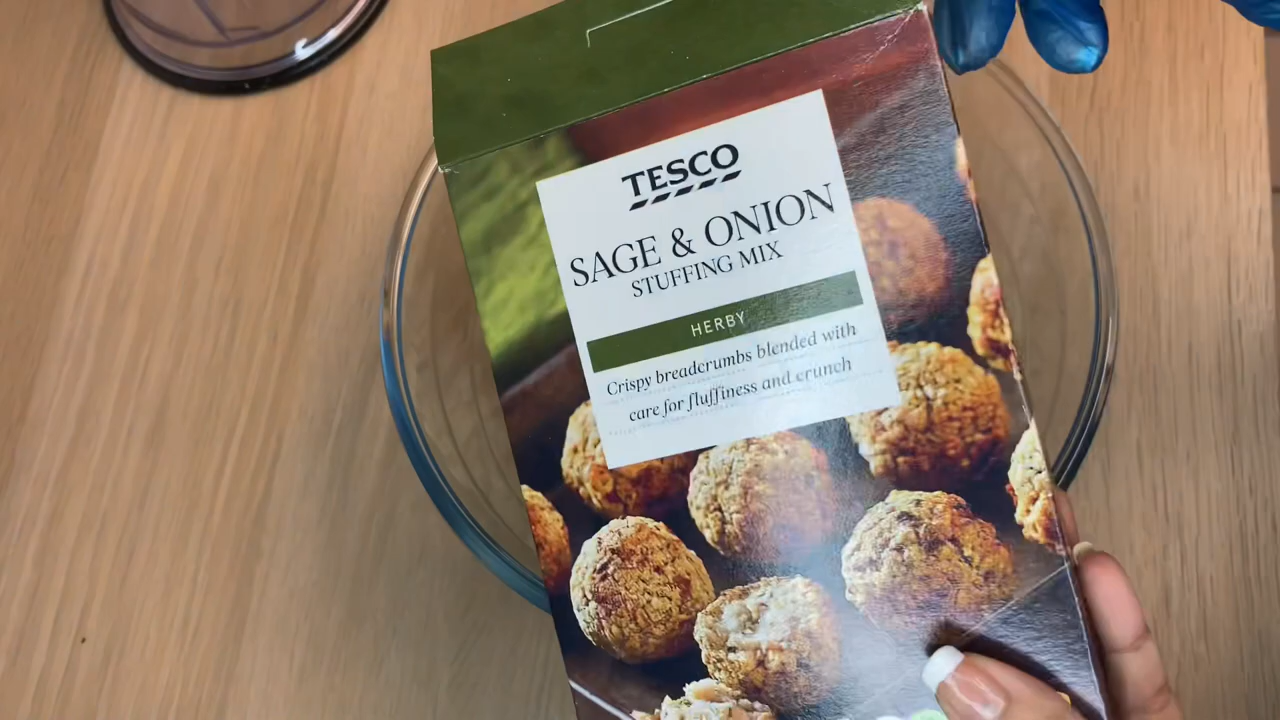 TESCO
SAGE & ONION
STUFFING MIX
HERBY
Crispy breadcrumbs blended with
care for fluffiness and crunch